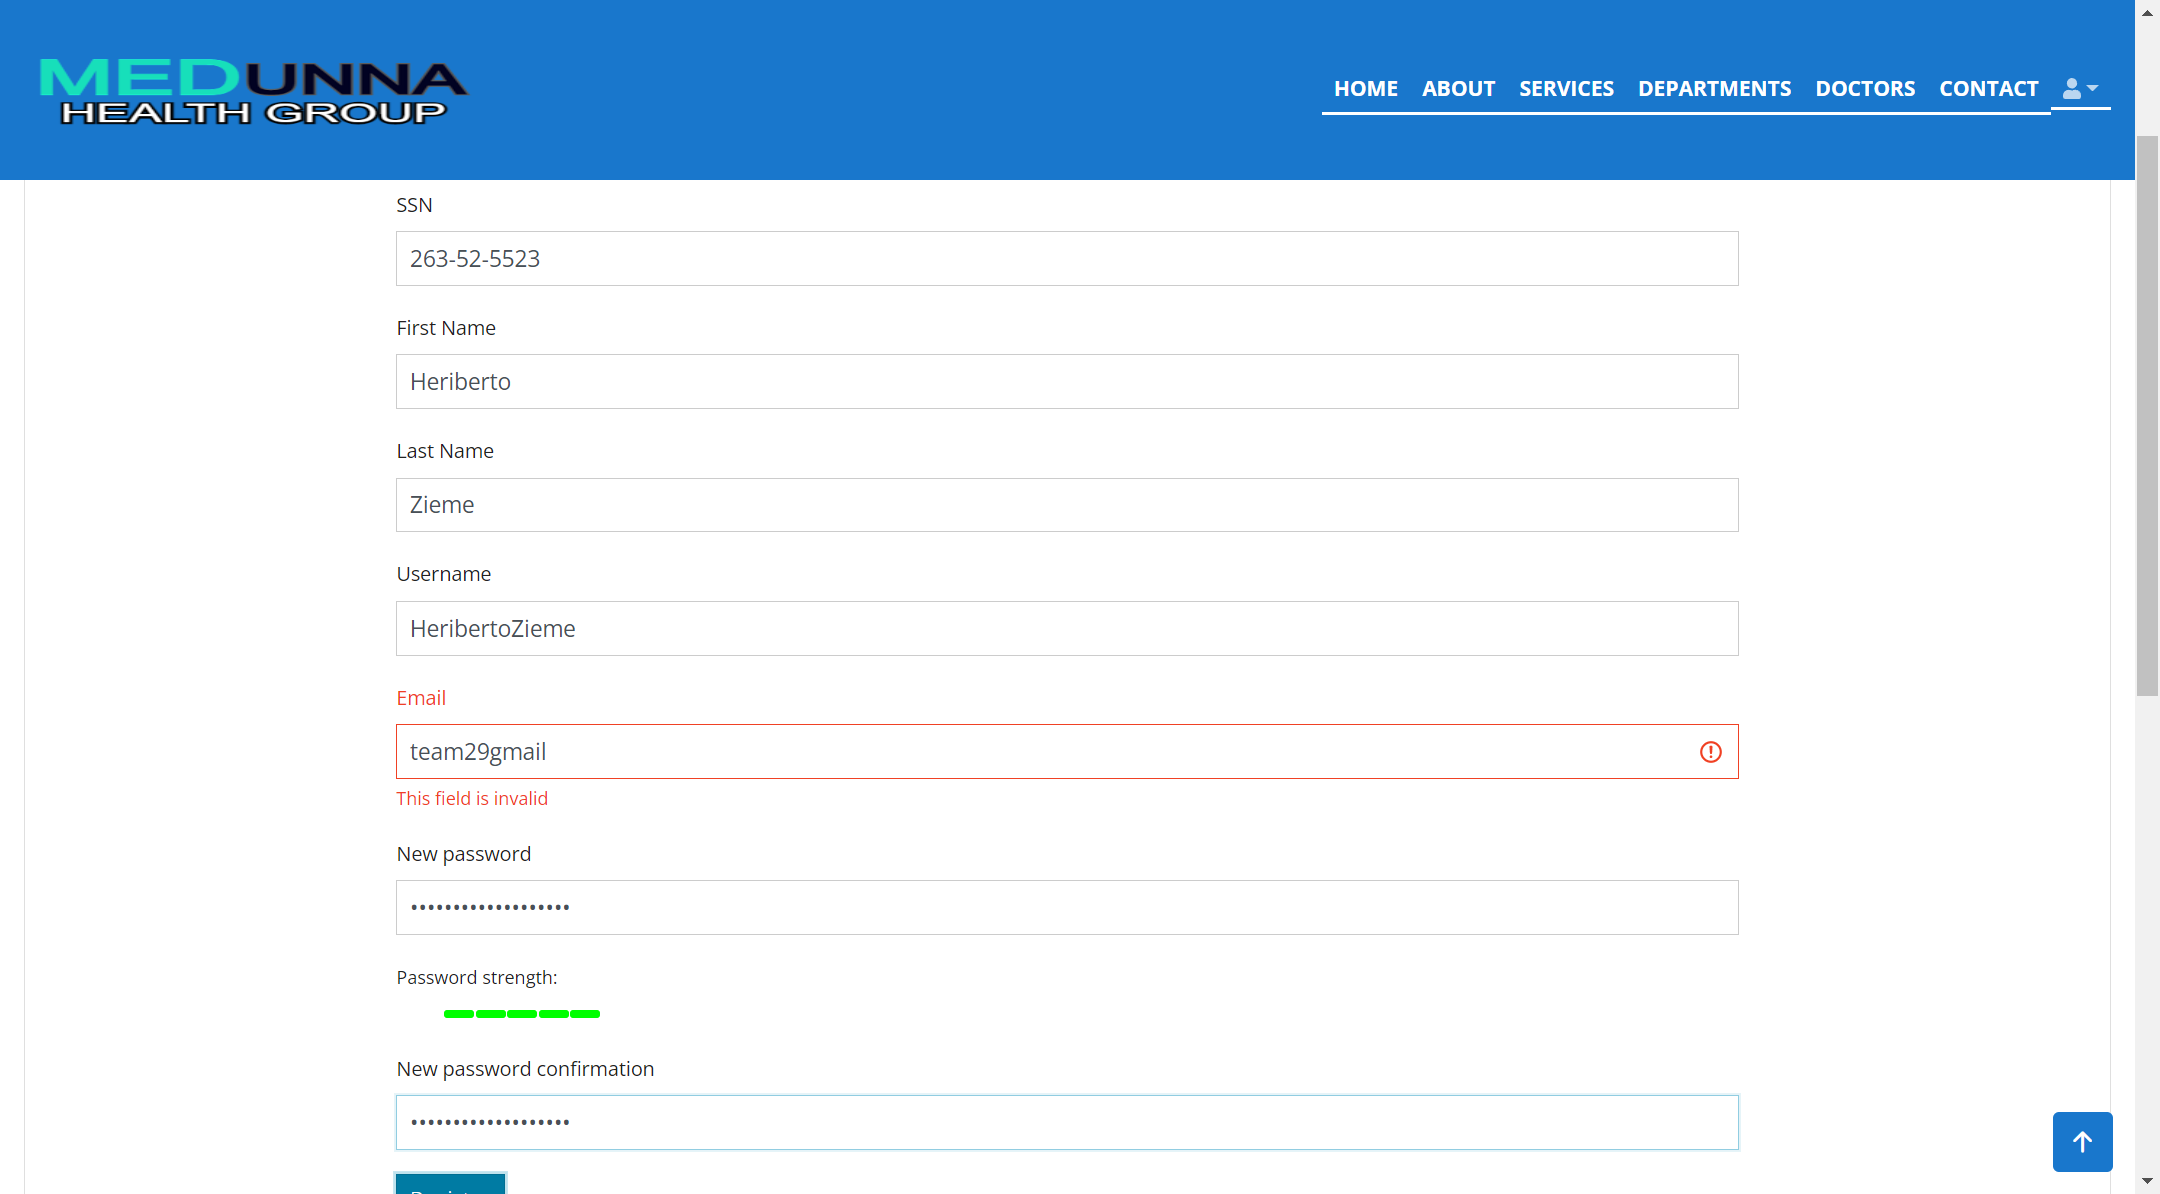 MEDUNNA
HEALTH GROUP
HOME ABOUT SERVICES DEPARTMENTS DOCTORS CONTACT
SSN
263-52-5523
First Name
Heriberto
Last Name
Zieme
Username
HeribertoZieme
Email
team29gmail
This field is invalid
New password
•••••••••••••••••••
Password strength:
New password confirmation
•••••••••••••••••••